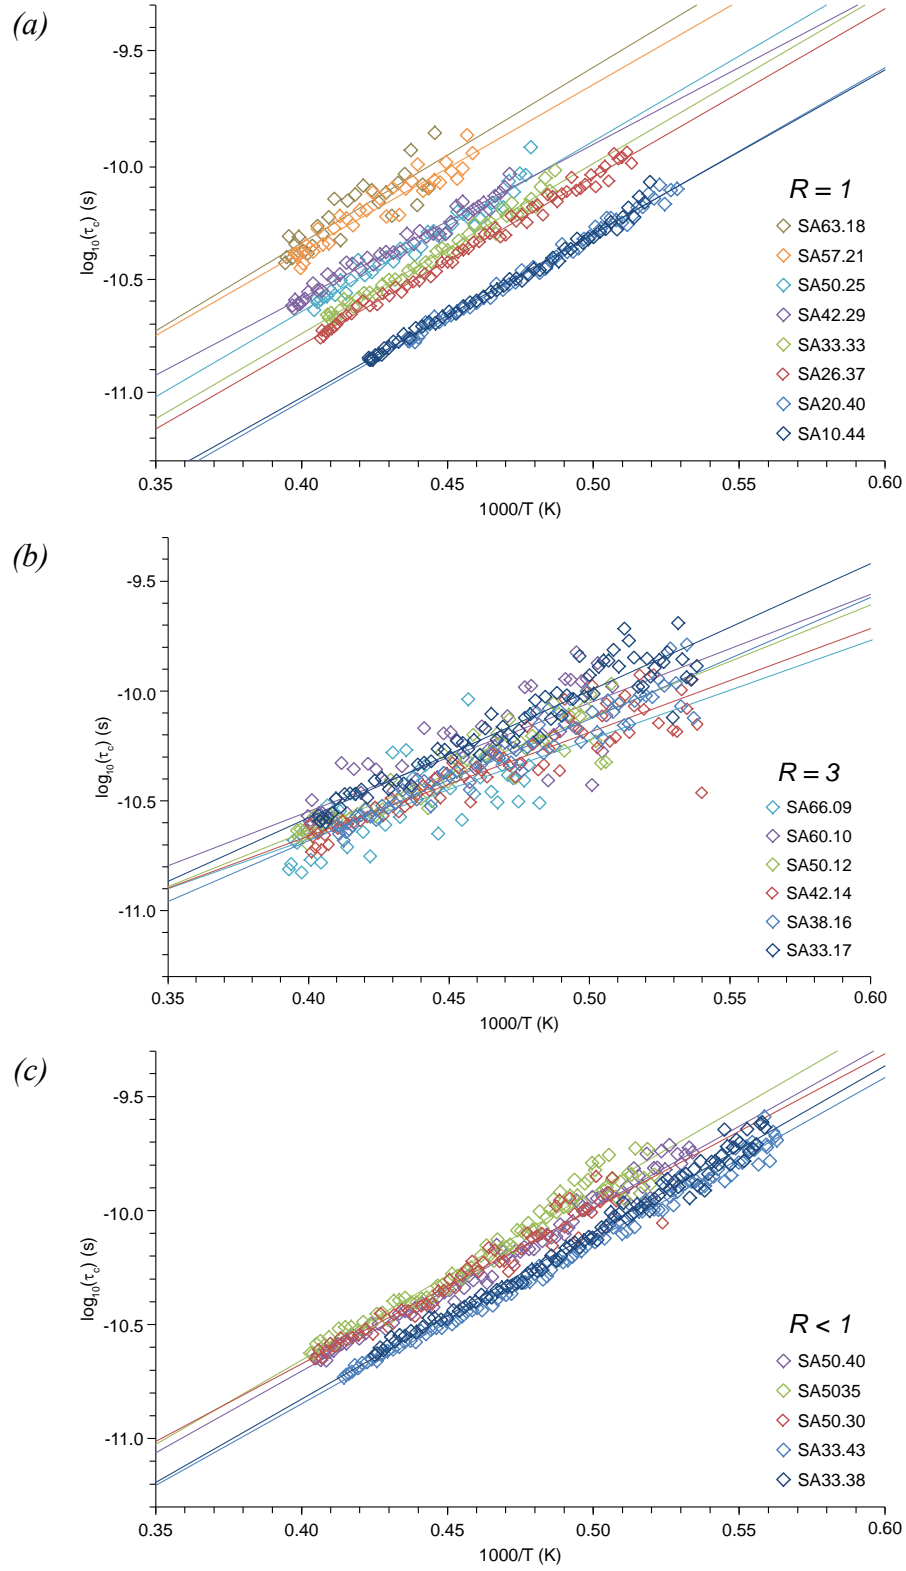 (a)
-9.5
-10.0
-10.5
-11.0
log10(τc) (s)
R = 1
SA63.18
SA57.21
SA50.25
SA42.29
SA33.33
SA26.37
SA20.40
SA10.44
0.35 0.40 0.45 0.50 0.55 0.60
1000/T (K)
(b)
-9.5
-10.0
-10.5
-11.0
log10(τc) (s)
R = 3
SA66.09
SA60.10
SA50.12
SA42.14
SA38.16
SA33.17
0.35 0.40 0.45 0.50 0.55 0.60
1000/T (K)
(c)
-9.5
-10.0
-10.5
-11.0
log10(τc) (s)
R < 1
SA50.40
SA5035
SA50.30
SA33.43
SA33.38
0.35 0.40 0.45 0.50 0.55 0.60
1000/T (K)